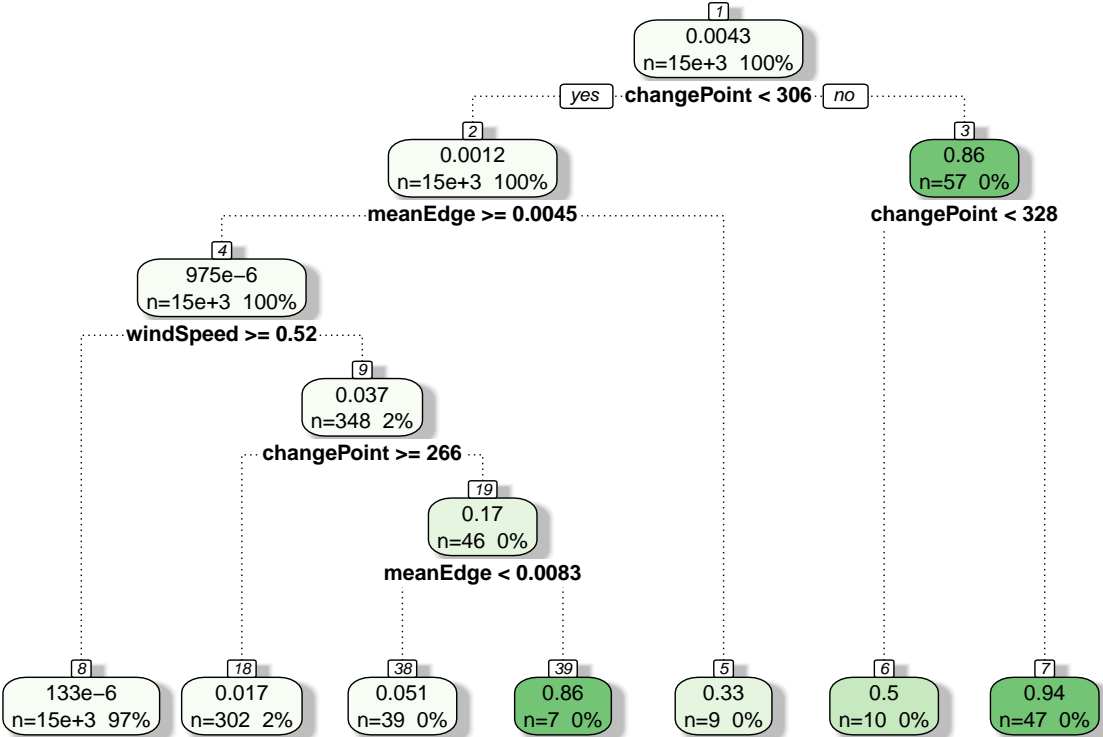 1
0.0043
n=15e+3 100%
yes changePoint < 306 no
2
0.0012
n=15e+3 100%
3
0.86
n=57 0%
meanEdge >= 0.0045
changePoint < 328
4
975e−6
n=15e+3 100%
windSpeed >= 0.52
9
0.037
n=348 2%
changePoint >= 266
19
0.17
n=46 0%
meanEdge < 0.0083
8
133e−6
n=15e+3 97%
18
0.017
n=302 2%
38
0.051
n=39 0%
39
0.86
n=7 0%
5
0.33
n=9 0%
6
0.5
n=10 0%
7
0.94
n=47 0%